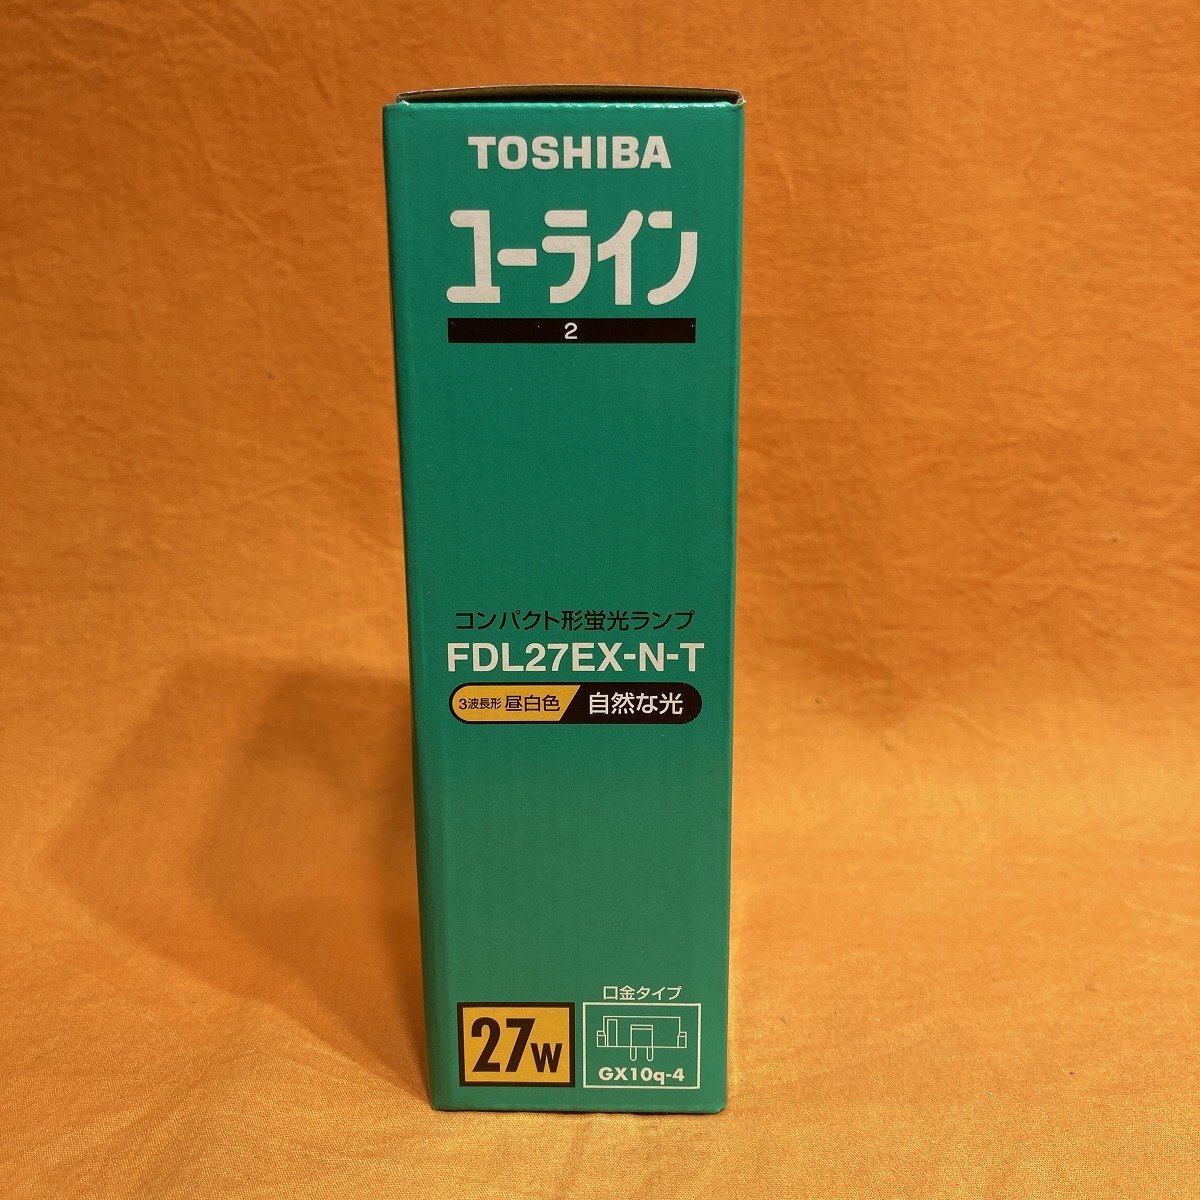 TOSHIBA
ユーライン
2
コンパクト形蛍光ランプ
FDL27EX-N-T
3波長形 昼白色 自然な光
口金タイプ
27W
GX10q-4